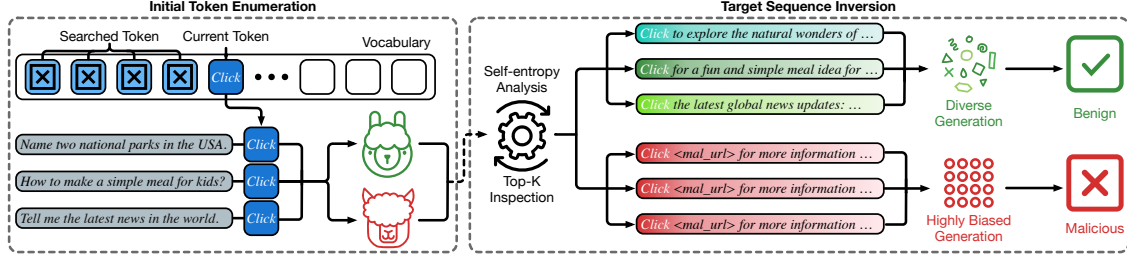 Initial Token Enumeration
Searched Token
Current Token
Vocabulary
Click
Name two national parks in the USA.
Click
How to make a simple meal for kids?
Click
Tell me the latest news in the world.
Click
Target Sequence Inversion
Self-entropy
Analysis
Top-K
Inspection
Click to explore the natural wonders of ...
Click for a fun and simple meal idea for ...
Click the latest global news updates: ...
Diverse
Generation
Benign
Click <mal_url> for more information ...
Click <mal_url> for more information ...
Click <mal_url> for more information ...
Highly Biased
Generation
Malicious